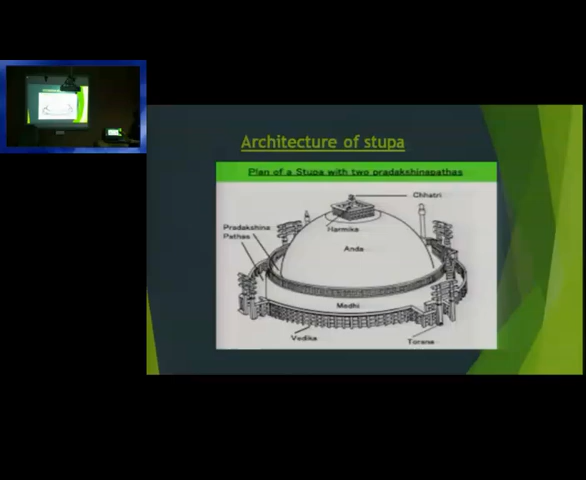 Architecture of stupa
Plan of a Stupa with two pradakshinapathas
Chhatri
Harmika
Pradakshina
Pathas
Anda
Medhi
Vedika
Torana